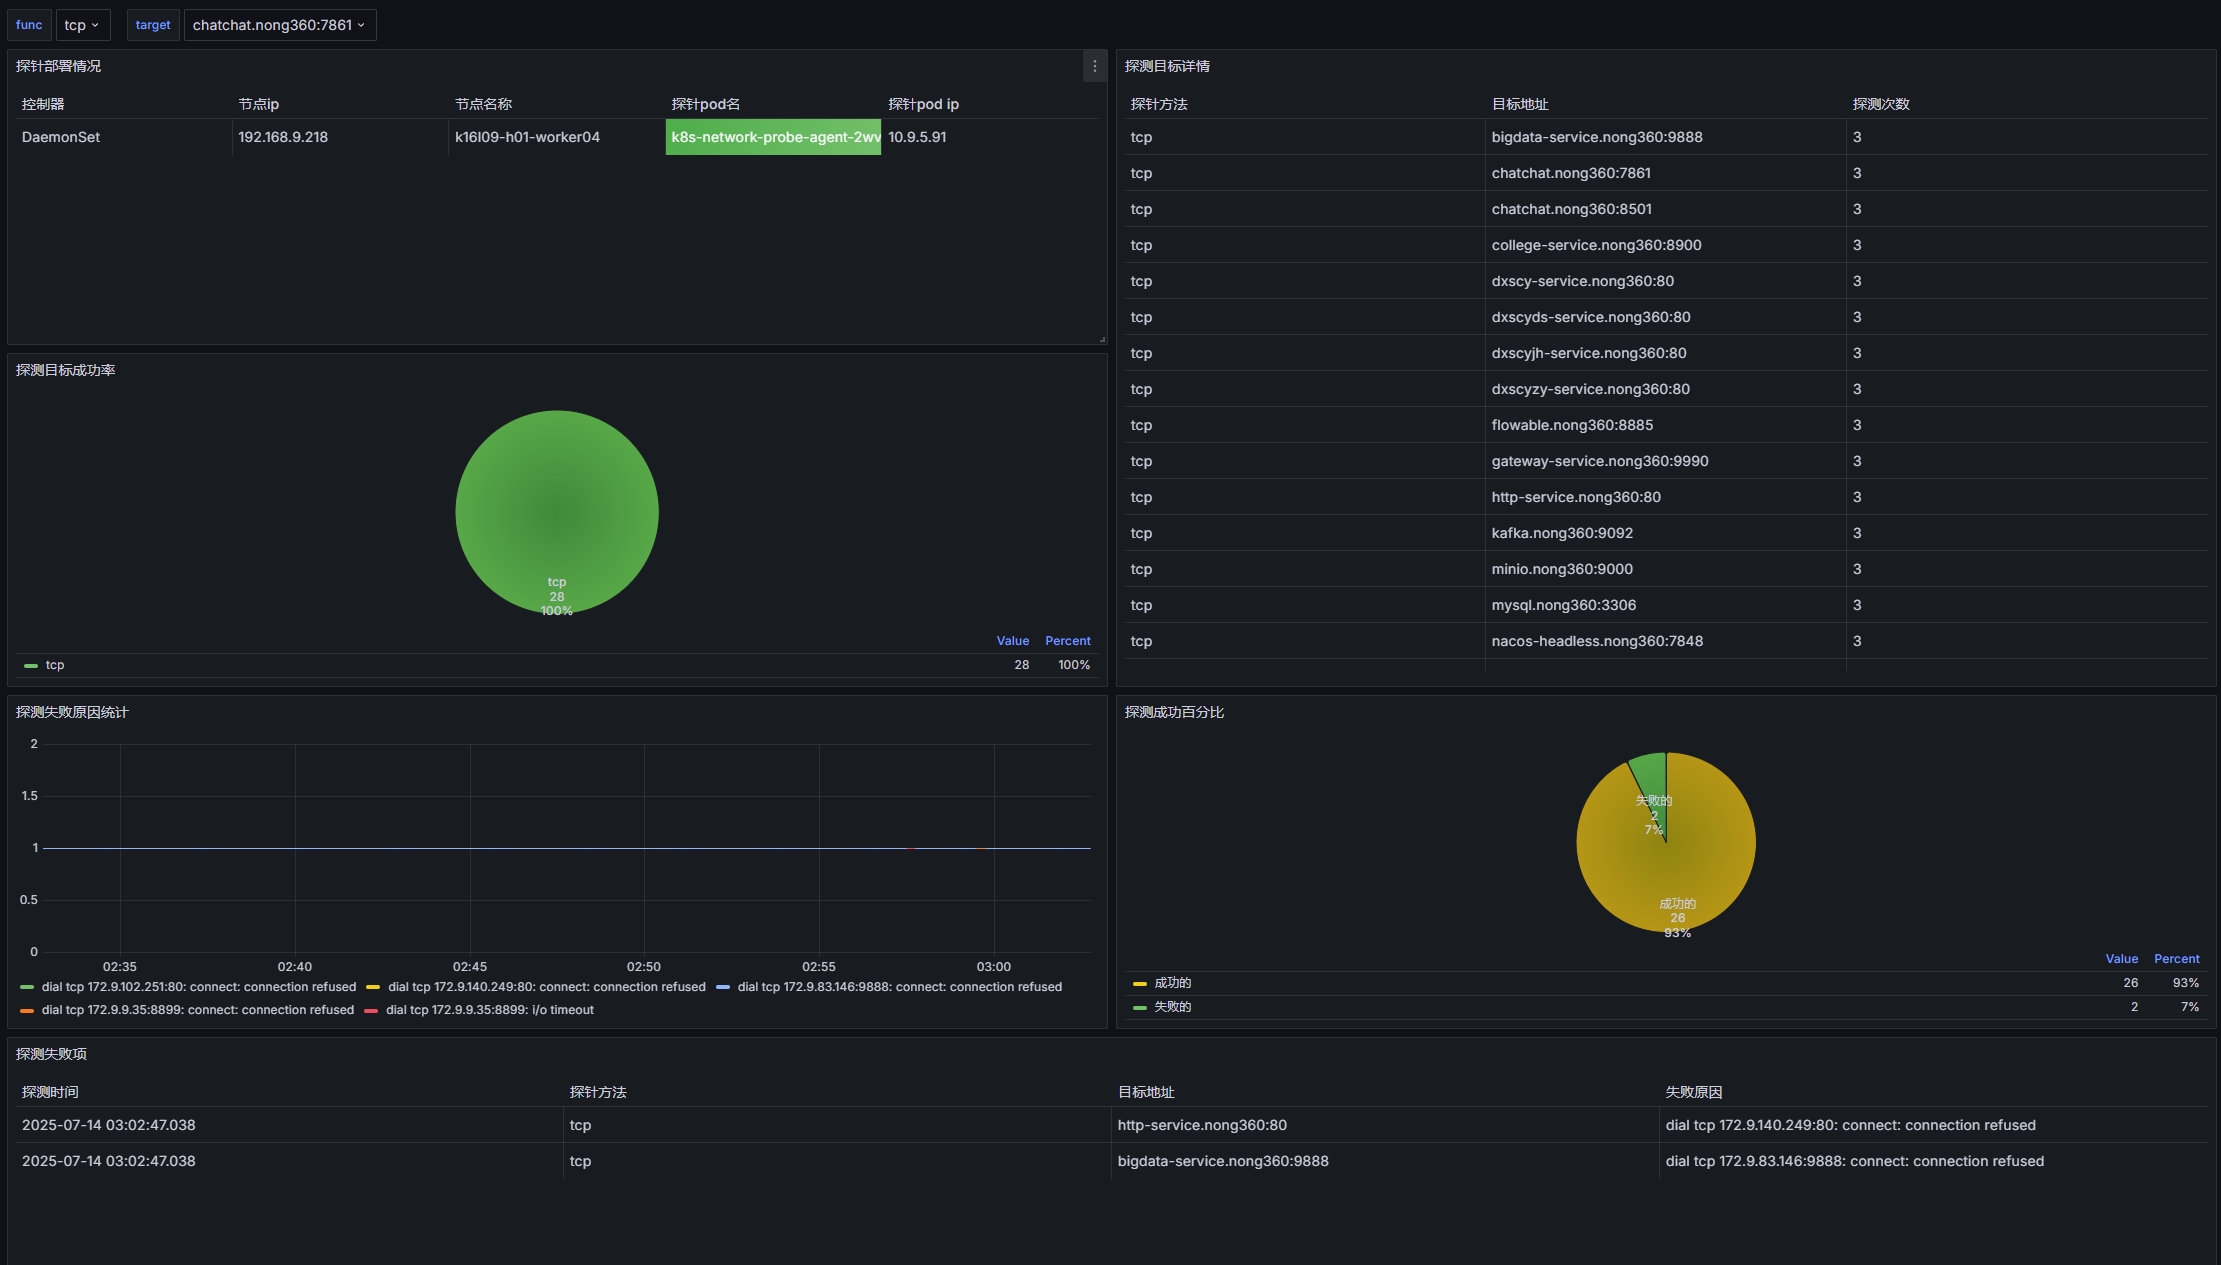 func tcp target chatchat.nong360:7861
探针部署情况
控制器 节点ip 节点名称 探针pod名 探针pod ip
DaemonSet 192.168.9.218 k16l09-h01-worker04 k8s-network-probe-agent-2wv 10.9.5.91
探测目标详情
探针方法 目标地址 探测次数
tcp bigdata-service.nong360:9888 3
tcp chatchat.nong360:7861 3
tcp chatchat.nong360:8501 3
tcp college-service.nong360:8900 3
tcp dxscy-service.nong360:80 3
tcp dxscyds-service.nong360:80 3
tcp dxscyjh-service.nong360:80 3
tcp dxscyzy-service.nong360:80 3
tcp flowable.nong360:8885 3
tcp gateway-service.nong360:9990 3
tcp http-service.nong360:80 3
tcp kafka.nong360:9092 3
tcp minio.nong360:9000 3
tcp mysql.nong360:3306 3
tcp nacos-headless.nong360:7848 3
探测目标成功率
tcp
28
100%
Value Percent
tcp 28 100%
探测失败原因统计
2
1.5
1
0.5
0
02:35 02:40 02:45 02:50 02:55 03:00
dial tcp 172.9.102.251:80: connect: connection refused dial tcp 172.9.140.249:80: connect: connection refused dial tcp 172.9.83.146:9888: connect: connection refused
dial tcp 172.9.9.35:8899: connect: connection refused dial tcp 172.9.9.35:8899: i/o timeout
探测成功百分比
失败的
2
7%
成功的
26
93%
Value Percent
成功的 26 93%
失败的 2 7%
探测失败项
探测时间 探针方法 目标地址 失败原因
2025-07-14 03:02:47.038 tcp http-service.nong360:80 dial tcp 172.9.140.249:80: connect: connection refused
2025-07-14 03:02:47.038 tcp bigdata-service.nong360:9888 dial tcp 172.9.83.146:9888: connect: connection refused